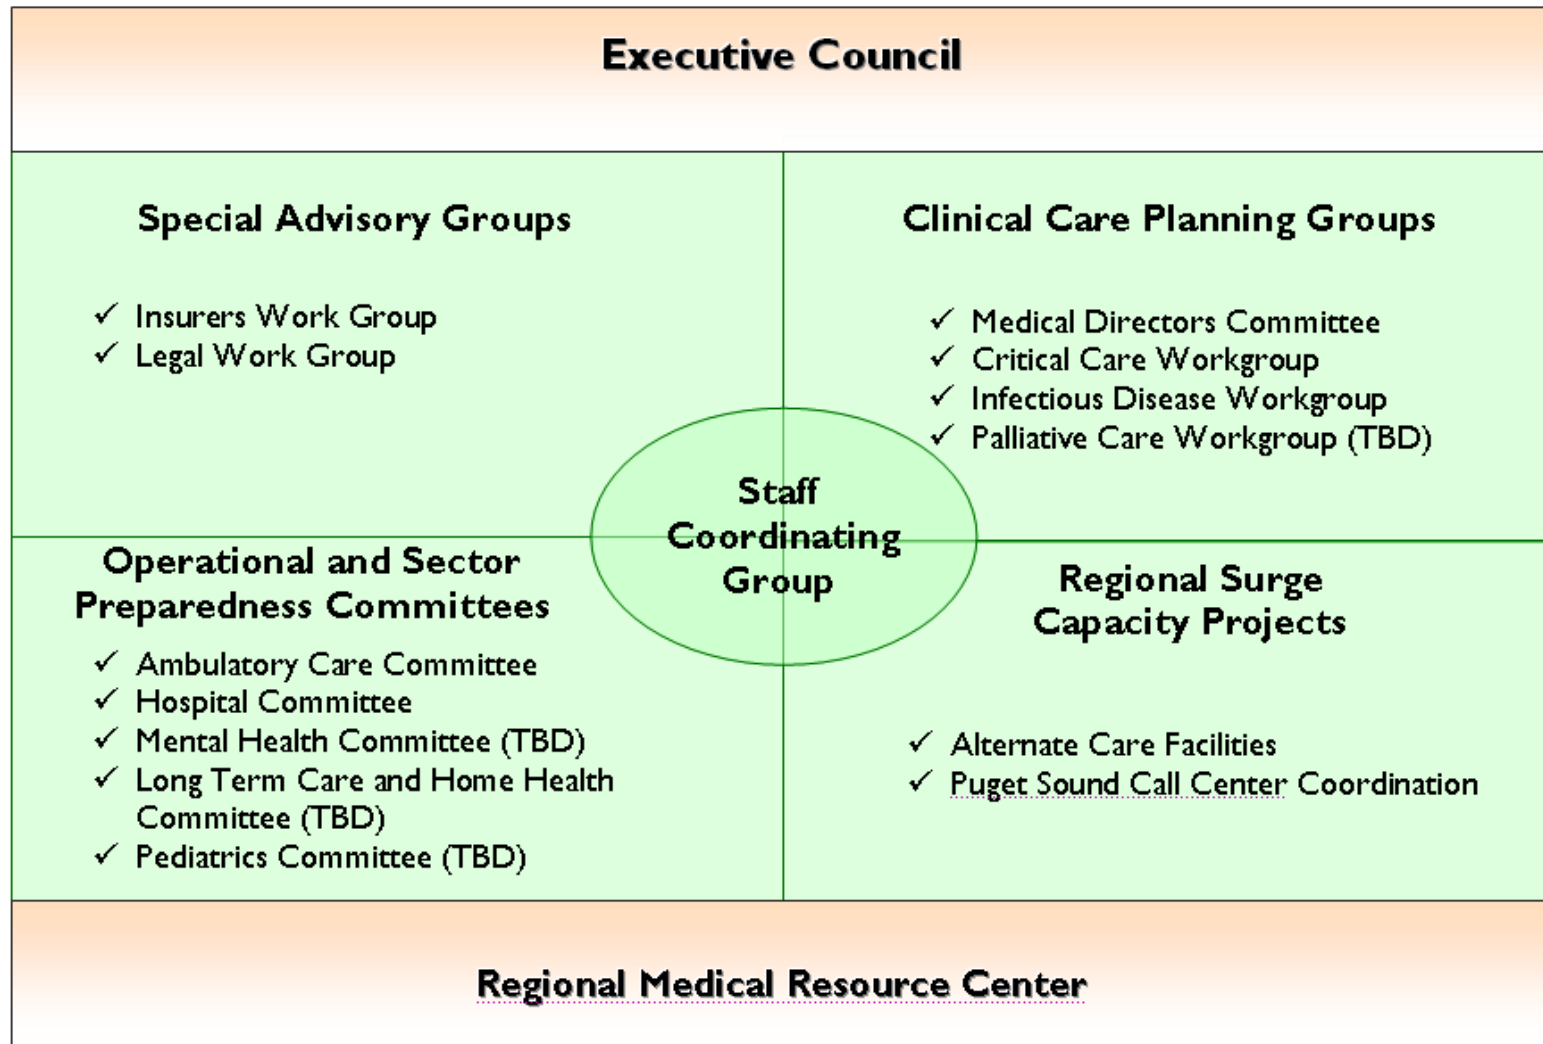 Executive Council
Special Advisory Groups
✓ Insurers Work Group
✓ Legal Work Group
Clinical Care Planning Groups
✓ Medical Directors Committee
✓ Critical Care Workgroup
✓ Infectious Disease Workgroup
✓ Palliative Care Workgroup (TBD)
Staff
Coordinating
Group
Operational and Sector
Preparedness Committees
✓ Ambulatory Care Committee
✓ Hospital Committee
✓ Mental Health Committee (TBD)
✓ Long Term Care and Home Health
Committee (TBD)
✓ Pediatrics Committee (TBD)
Regional Surge
Capacity Projects
✓ Alternate Care Facilities
✓ Puget Sound Call Center Coordination
Regional Medical Resource Center